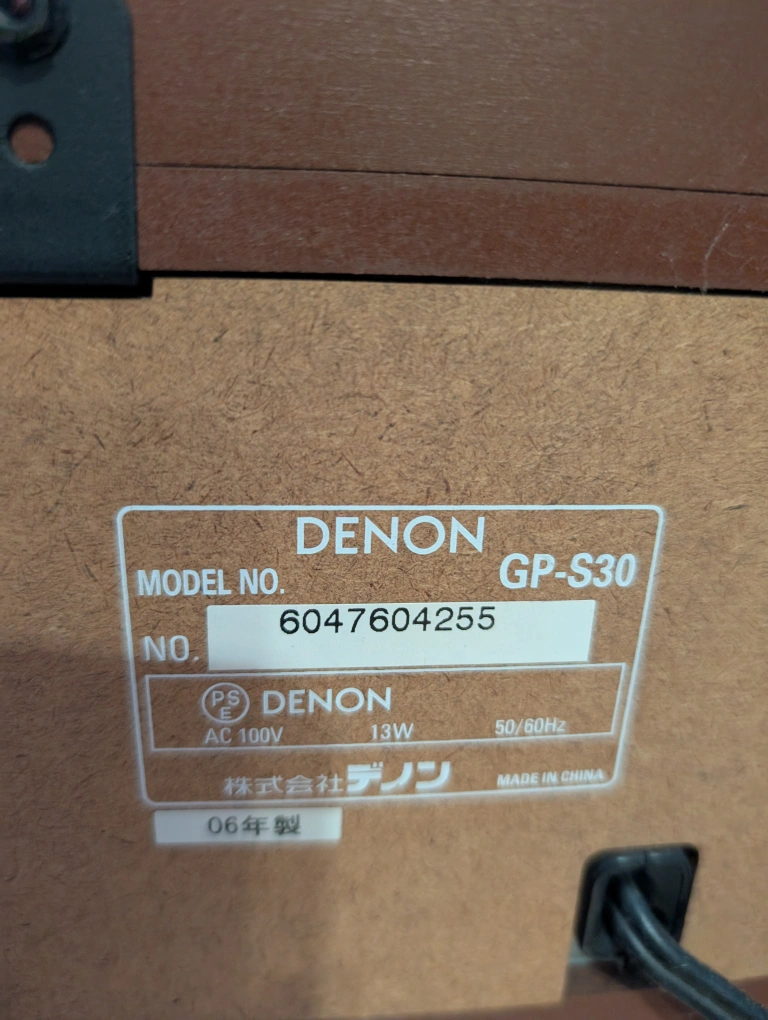 DENON
MODEL NO. GP-S30
NO. 6047604255
PSE DENON
AC 100V 13W 50/60Hz
株式会社デノン MADE IN CHINA
06年製